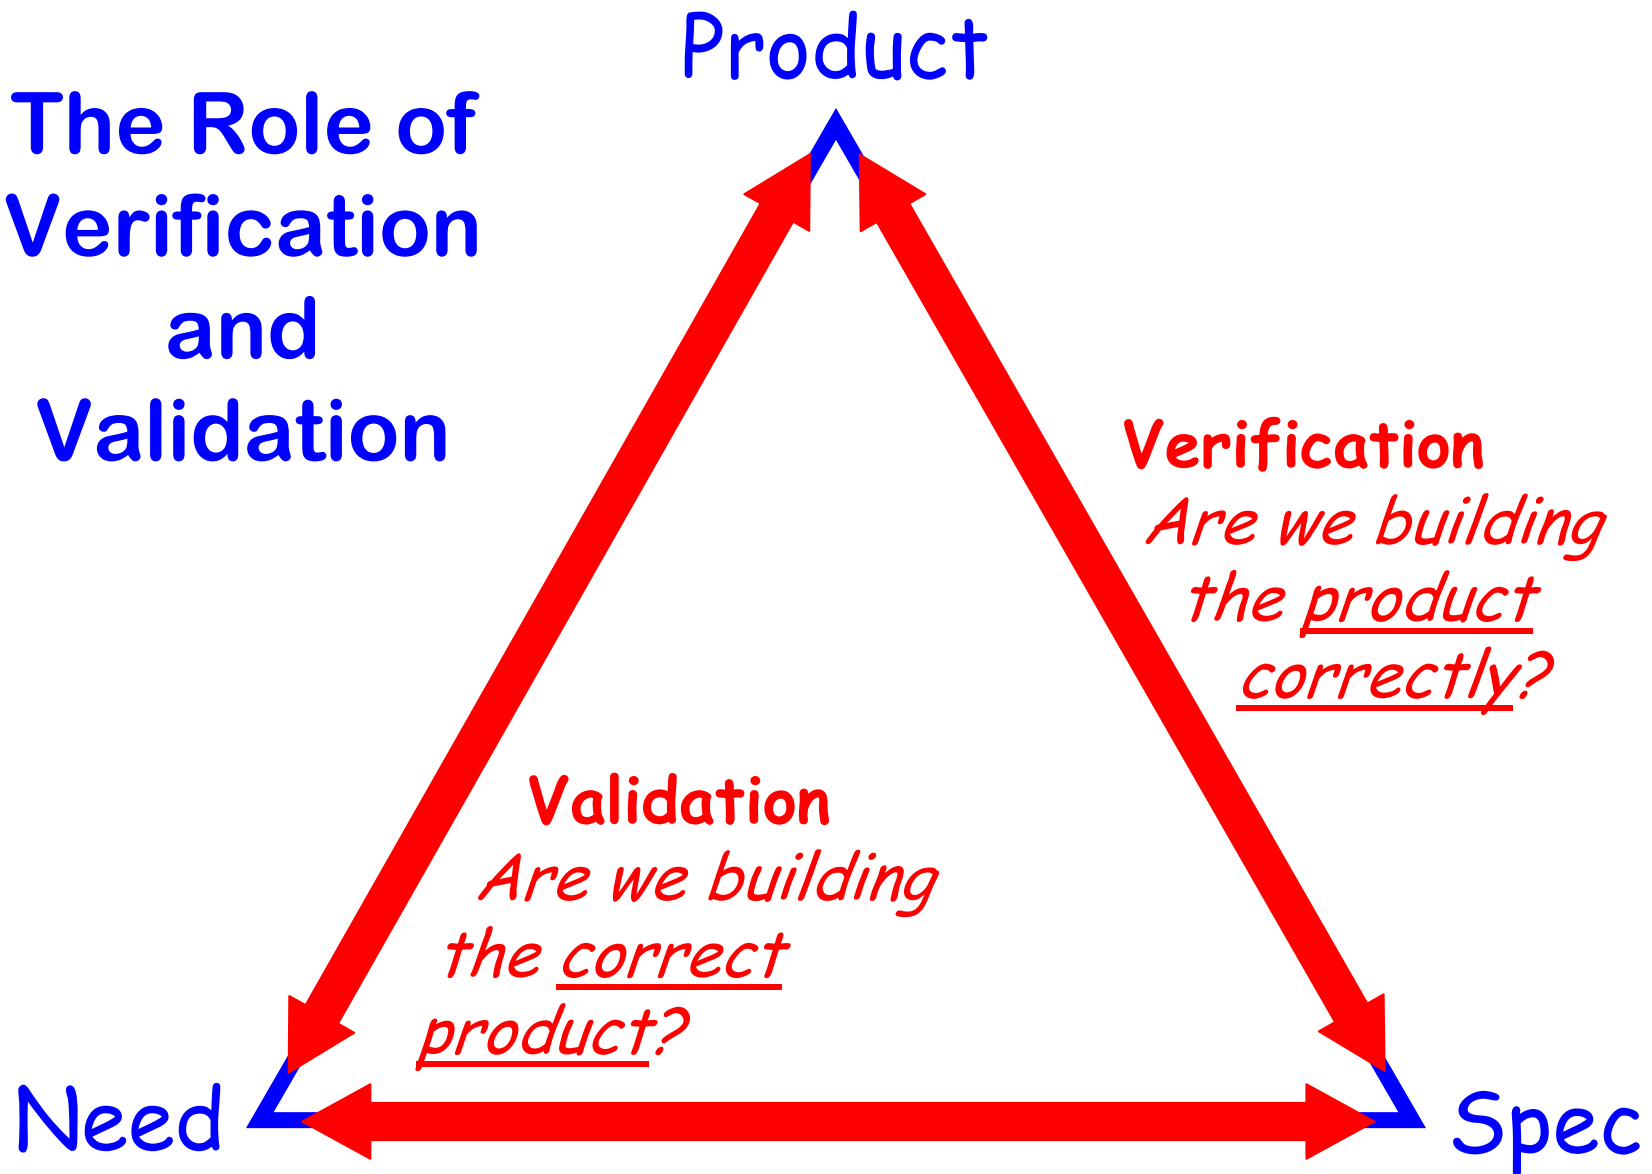 Product
The Role of
Verification
and
Validation
Verification
Are we building
the product
correctly?
Validation
Are we building
the correct
product?
Need
Spec